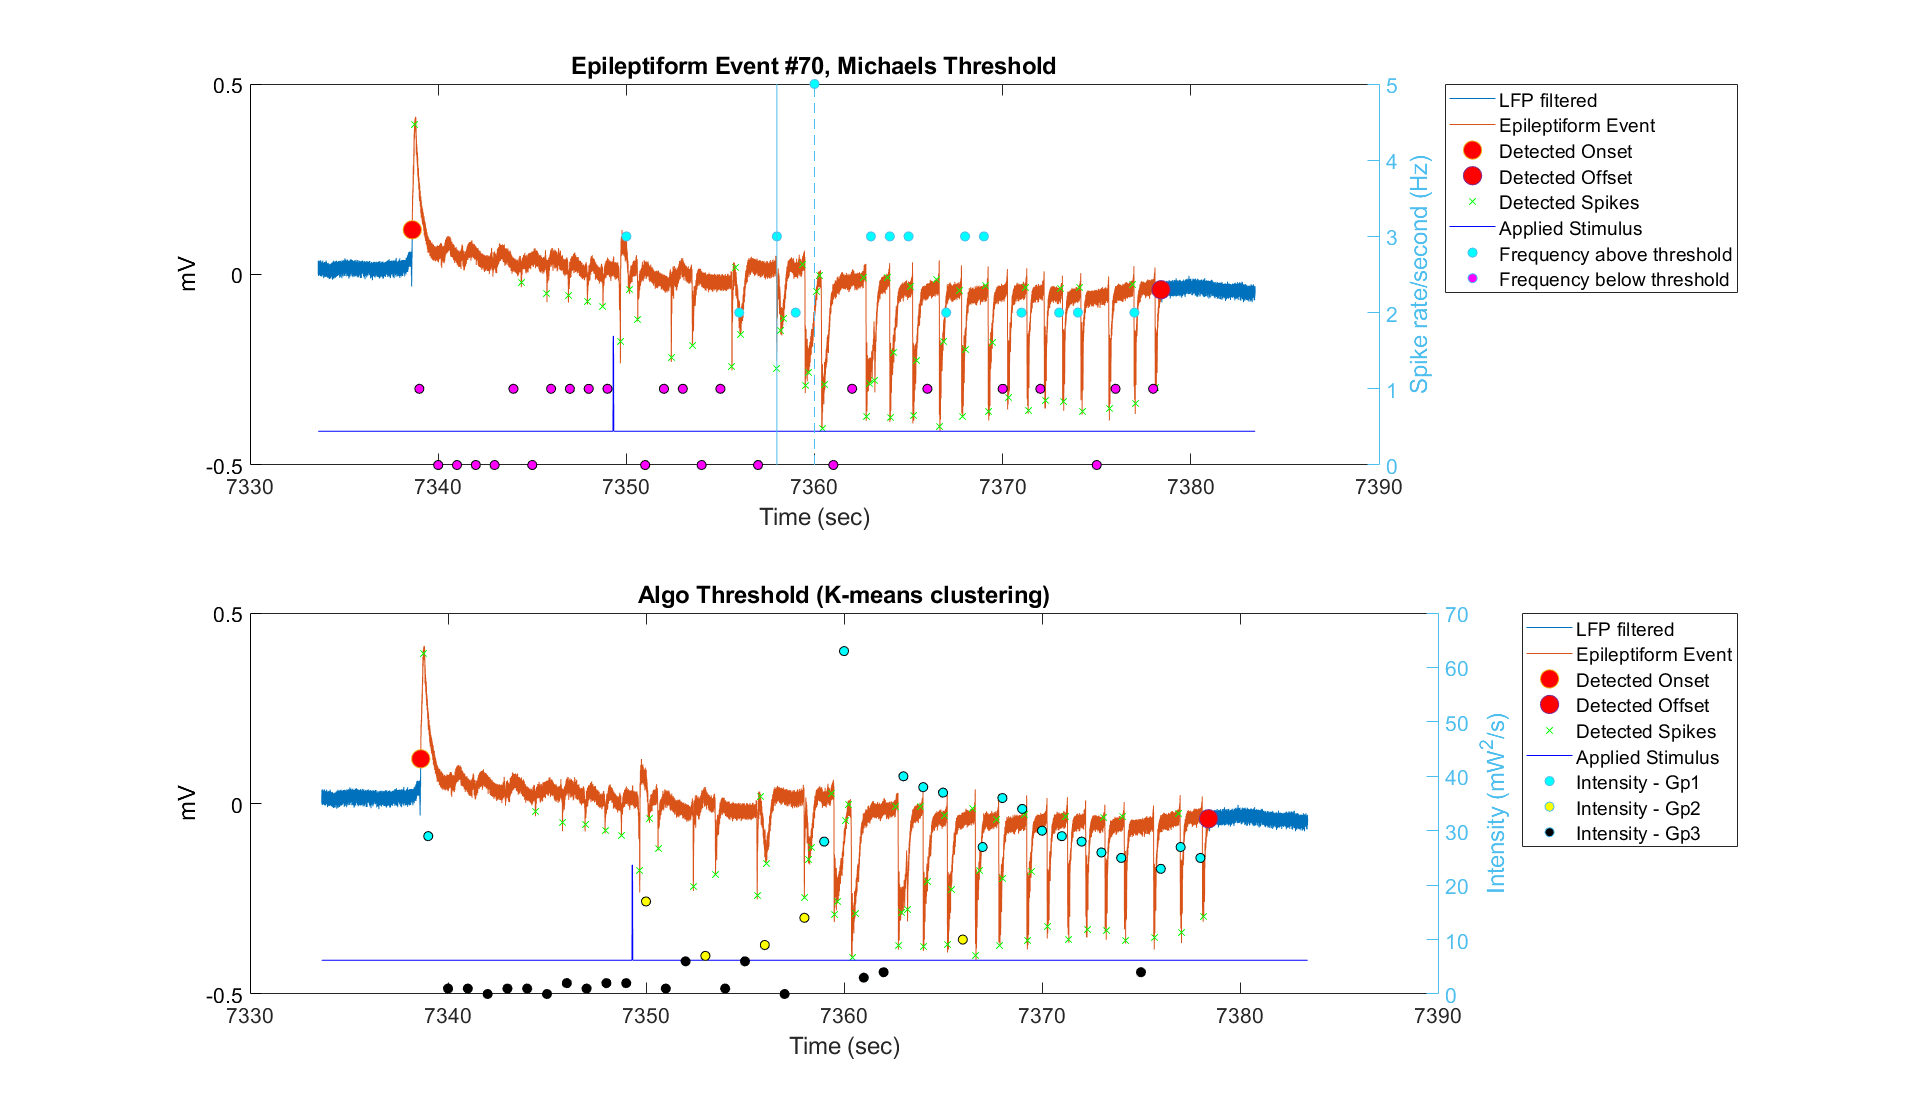 Epileptiform Event #70, Michaels Threshold
0.5
0
-0.5
mV
7330
7340
7350
7360
7370
7380
7390
Time (sec)
5
4
3
2
1
0
Spike rate/second (Hz)
LFP filtered
Epileptiform Event
Detected Onset
Detected Offset
Detected Spikes
Applied Stimulus
Frequency above threshold
Frequency below threshold
Algo Threshold (K-means clustering)
0.5
0
-0.5
mV
7330
7340
7350
7360
7370
7380
7390
Time (sec)
70
60
50
40
30
20
10
0
Intensity (mW²/s)
LFP filtered
Epileptiform Event
Detected Onset
Detected Offset
Detected Spikes
Applied Stimulus
Intensity - Gp1
Intensity - Gp2
Intensity - Gp3